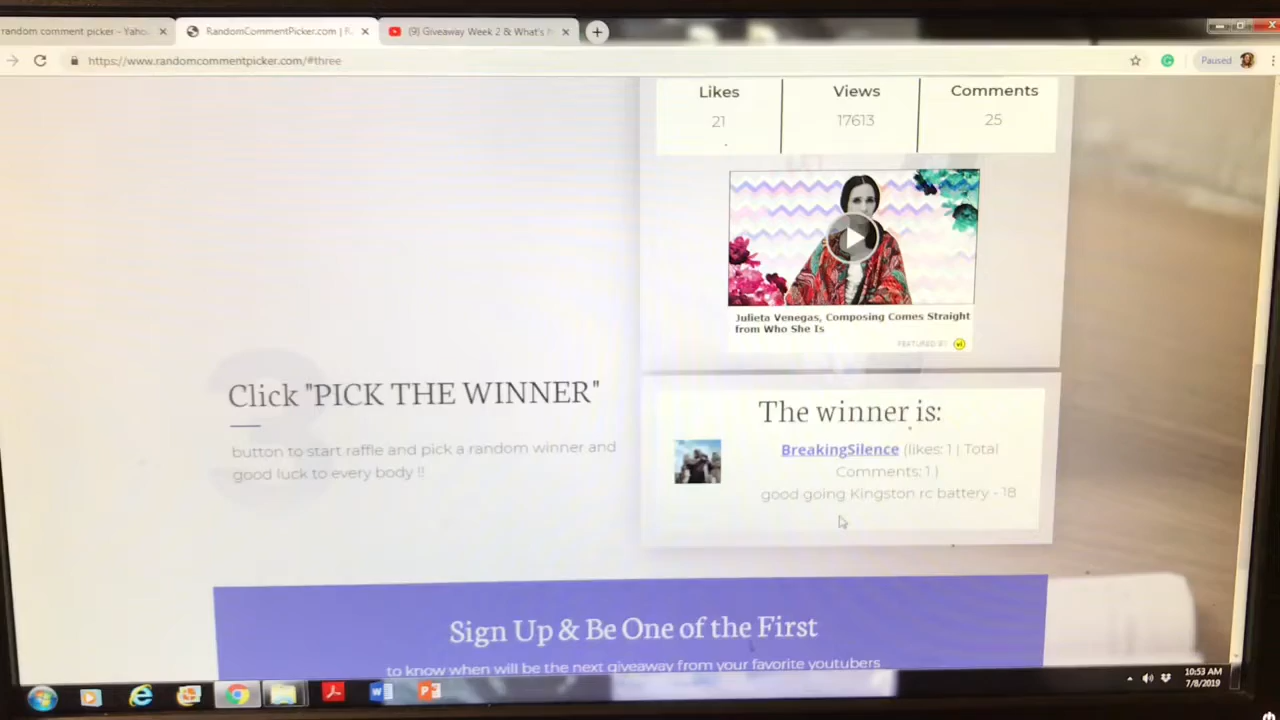 random comment picker - Yaho
RandomCommentPicker.com | R
(9) Giveaway Week 2 & What's N
https://www.randomcommentpicker.com/#three
Paused
Likes
Views
Comments
21
17613
25
Julieta Venegas, Composing Comes Straight
from Who She Is
FEATURED BY
Click "PICK THE WINNER"
button to start raffle and pick a random winner and
good luck to every body !!
The winner is:
BreakingSilence (likes: 1 | Total
Comments: 1 |
good going Kingston rc battery - 18
Sign Up & Be One of the First
to know when will be the next giveaway from your favorite youtubers
10:53 AM
7/8/2019